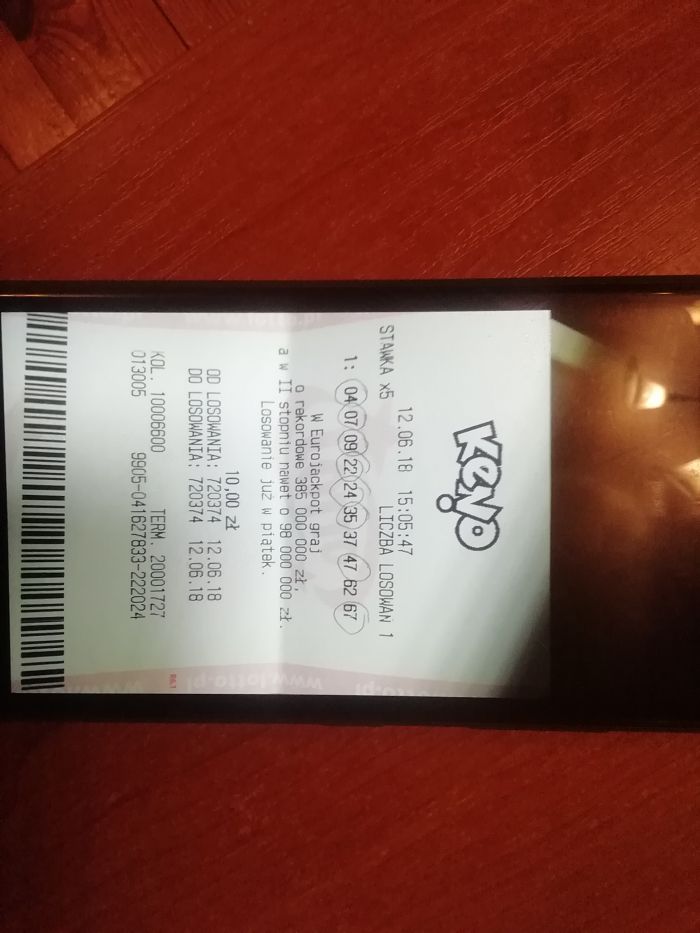 Keno
12.06.18 15:05:47
STAWKA x5 LICZBA LOSOWAŃ 1
1: 04 07 09 22 24 35 37 47 62 67
W Eurojackpot graj
o rekordowe 385 000 000 zł,
a w II stopniu nawet o 98 000 000 zł.
Losowanie już w piątek.
10,00 zł
OD LOSOWANIA: 720374 12.06.18
DO LOSOWANIA: 720374 12.06.18
KOL. 10006600 TERM. 20001727
013005 9905-041627833-222024
R6.1
www.lotto.pl